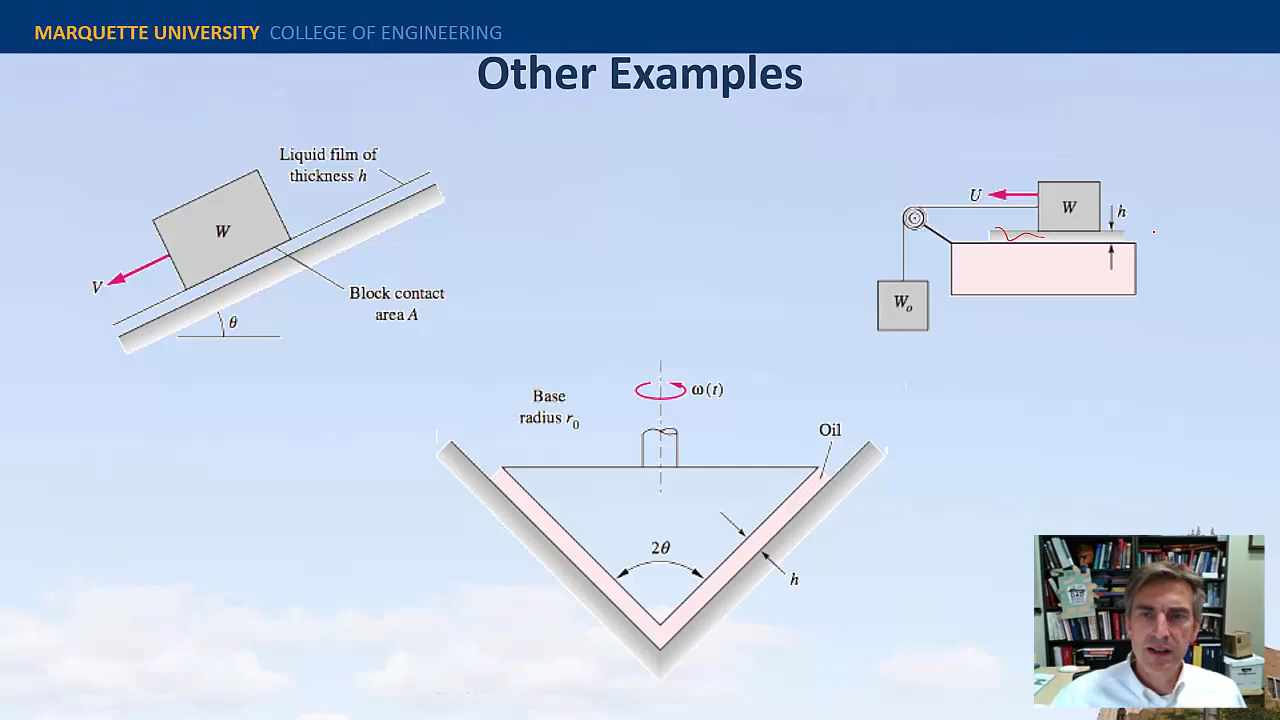 MARQUETTE UNIVERSITY COLLEGE OF ENGINEERING
Other Examples
Liquid film of
thickness h
W
V
Block contact
area A
θ
U
W
h
Wₒ
Base
radius r₀
ω(t)
Oil
2θ
h